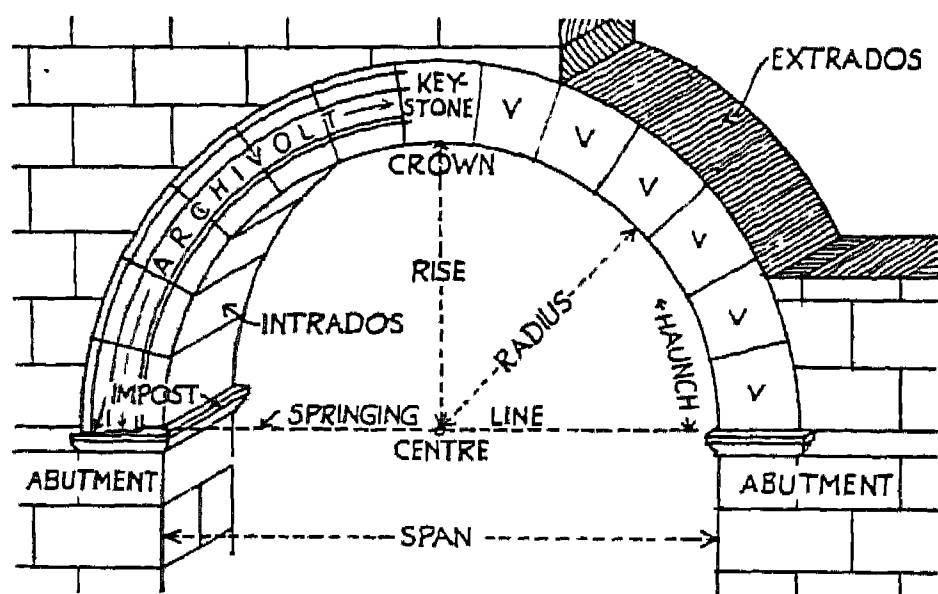 EXTRADOS
KEY-
STONE
V
V
V
V
V
V
ARCHIVOLT
CROWN
RISE
RADIUS
HAUNCH
INTRADOS
IMPOST
SPRINGING LINE
CENTRE
ABUTMENT
ABUTMENT
SPAN